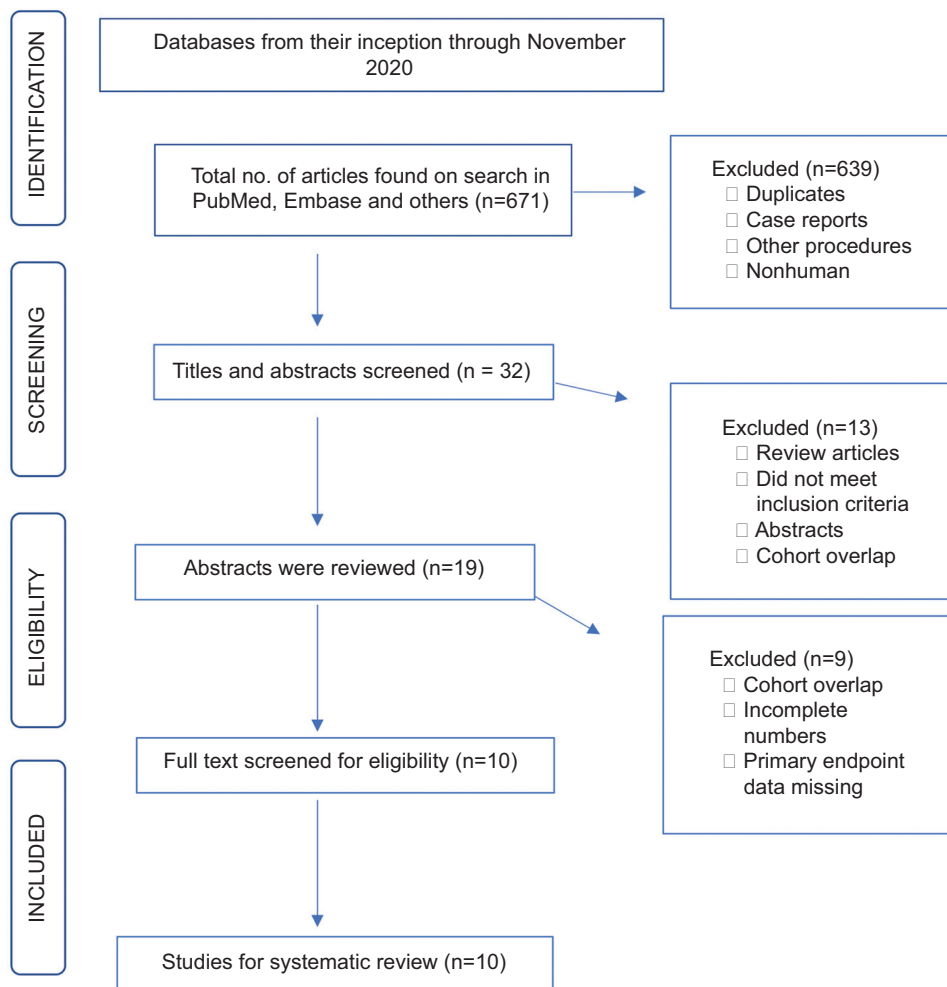 IDENTIFICATION
Databases from their inception through November
2020
Total no. of articles found on search in
PubMed, Embase and others (n=671)
Excluded (n=639)
□ Duplicates
□ Case reports
□ Other procedures
□ Nonhuman
SCREENING
Titles and abstracts screened (n = 32)
Excluded (n=13)
□ Review articles
□ Did not meet
inclusion criteria
□ Abstracts
□ Cohort overlap
ELIGIBILITY
Abstracts were reviewed (n=19)
Excluded (n=9)
□ Cohort overlap
□ Incomplete
numbers
□ Primary endpoint
data missing
Full text screened for eligibility (n=10)
INCLUDED
Studies for systematic review (n=10)